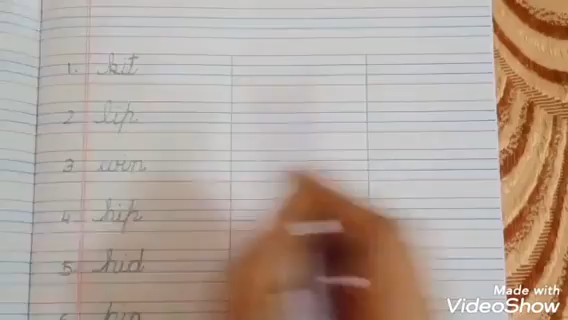 1. kit
2 lip
3 win
4. hip
5. hid
Made with
VideoShow